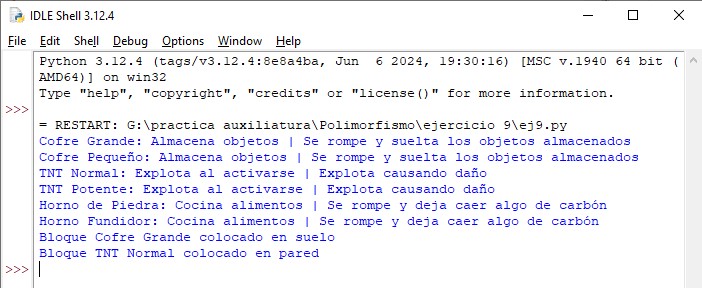 IDLE Shell 3.12.4
File Edit Shell Debug Options Window Help
Python 3.12.4 (tags/v3.12.4:8e8a4ba, Jun  6 2024, 19:30:16) [MSC v.1940 64 bit (
AMD64)] on win32
Type "help", "copyright", "credits" or "license()" for more information.
>>>
= RESTART: G:\practica auxiliatura\Polimorfismo\ejercicio 9\ej9.py
Cofre Grande: Almacena objetos | Se rompe y suelta los objetos almacenados
Cofre Pequeño: Almacena objetos | Se rompe y suelta los objetos almacenados
TNT Normal: Explota al activarse | Explota causando daño
TNT Potente: Explota al activarse | Explota causando daño
Horno de Piedra: Cocina alimentos | Se rompe y deja caer algo de carbón
Horno Fundidor: Cocina alimentos | Se rompe y deja caer algo de carbón
Bloque Cofre Grande colocado en suelo
Bloque TNT Normal colocado en pared
>>>